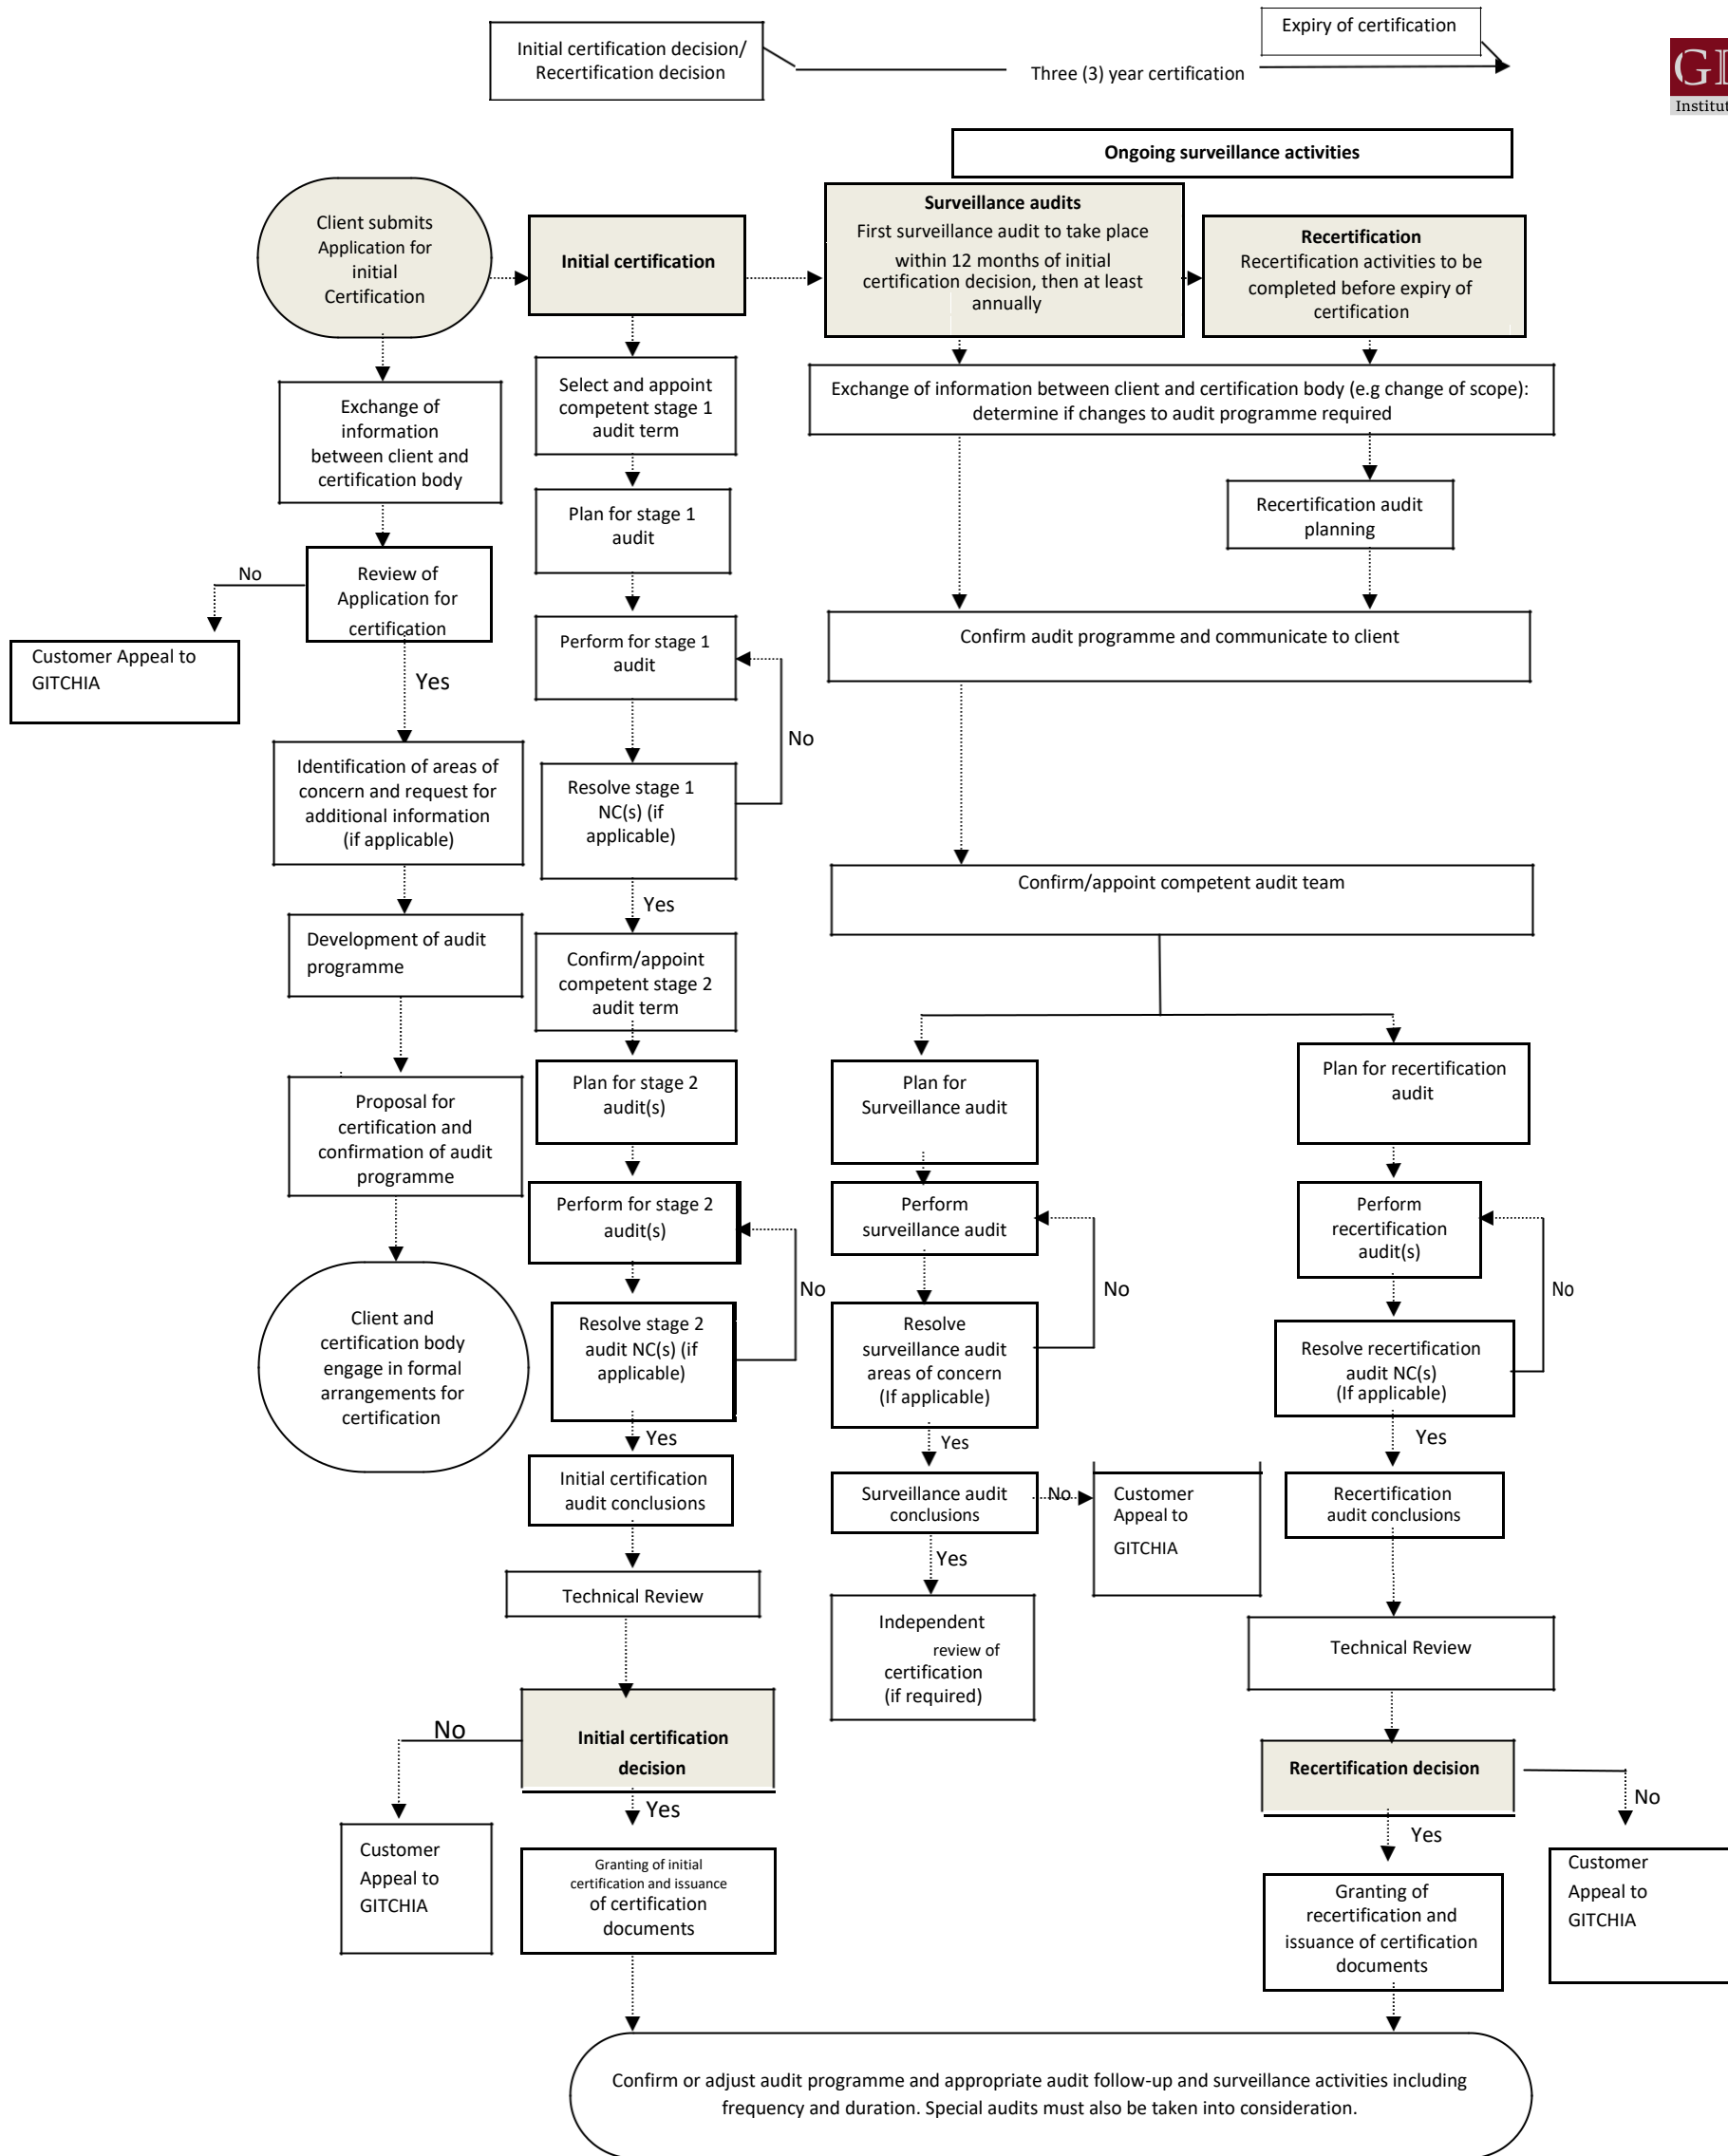 Initial certification decision/
Recertification decision
Three (3) year certification
Expiry of certification
Institut
Ongoing surveillance activities
Client submits
Application for
initial
Certification
Initial certification
Surveillance audits
First surveillance audit to take place
within 12 months of initial
certification decision, then at least
annually
Recertification
Recertification activities to be
completed before expiry of
certification
Exchange of
information
between client and
certification body
Review of
Application for
certification
No
Customer Appeal to
GITCHIA
Yes
Identification of areas of
concern and request for
additional information
(if applicable)
Development of audit
programme
Proposal for
certification and
confirmation of audit
programme
Client and
certification body
engage in formal
arrangements for
certification
Select and appoint
competent stage 1
audit term
Plan for stage 1
audit
Perform for stage 1
audit
No
Resolve stage 1
NC(s) (if
applicable)
Yes
Confirm/appoint
competent stage 2
audit term
Plan for stage 2
audit(s)
Perform for stage 2
audit(s)
No
Resolve stage 2
audit NC(s) (if
applicable)
Yes
Initial certification
audit conclusions
Technical Review
Initial certification
decision
No
Customer
Appeal to
GITCHIA
Yes
Granting of initial
certification and issuance
of certification
documents
Exchange of information between client and certification body (e.g change of scope):
determine if changes to audit programme required
Recertification audit
planning
Confirm audit programme and communicate to client
Confirm/appoint competent audit team
Plan for
Surveillance audit
Perform
surveillance audit
No
Resolve
surveillance audit
areas of concern
(If applicable)
Yes
Surveillance audit
conclusions
No
Customer
Appeal to
GITCHIA
Yes
Independent
review of
certification
(if required)
Plan for recertification
audit
Perform
recertification
audit(s)
No
Resolve recertification
audit NC(s)
(If applicable)
Yes
Recertification
audit conclusions
Technical Review
Recertification decision
No
Customer
Appeal to
GITCHIA
Yes
Granting of
recertification and
issuance of certification
documents
Confirm or adjust audit programme and appropriate audit follow-up and surveillance activities including
frequency and duration. Special audits must also be taken into consideration.